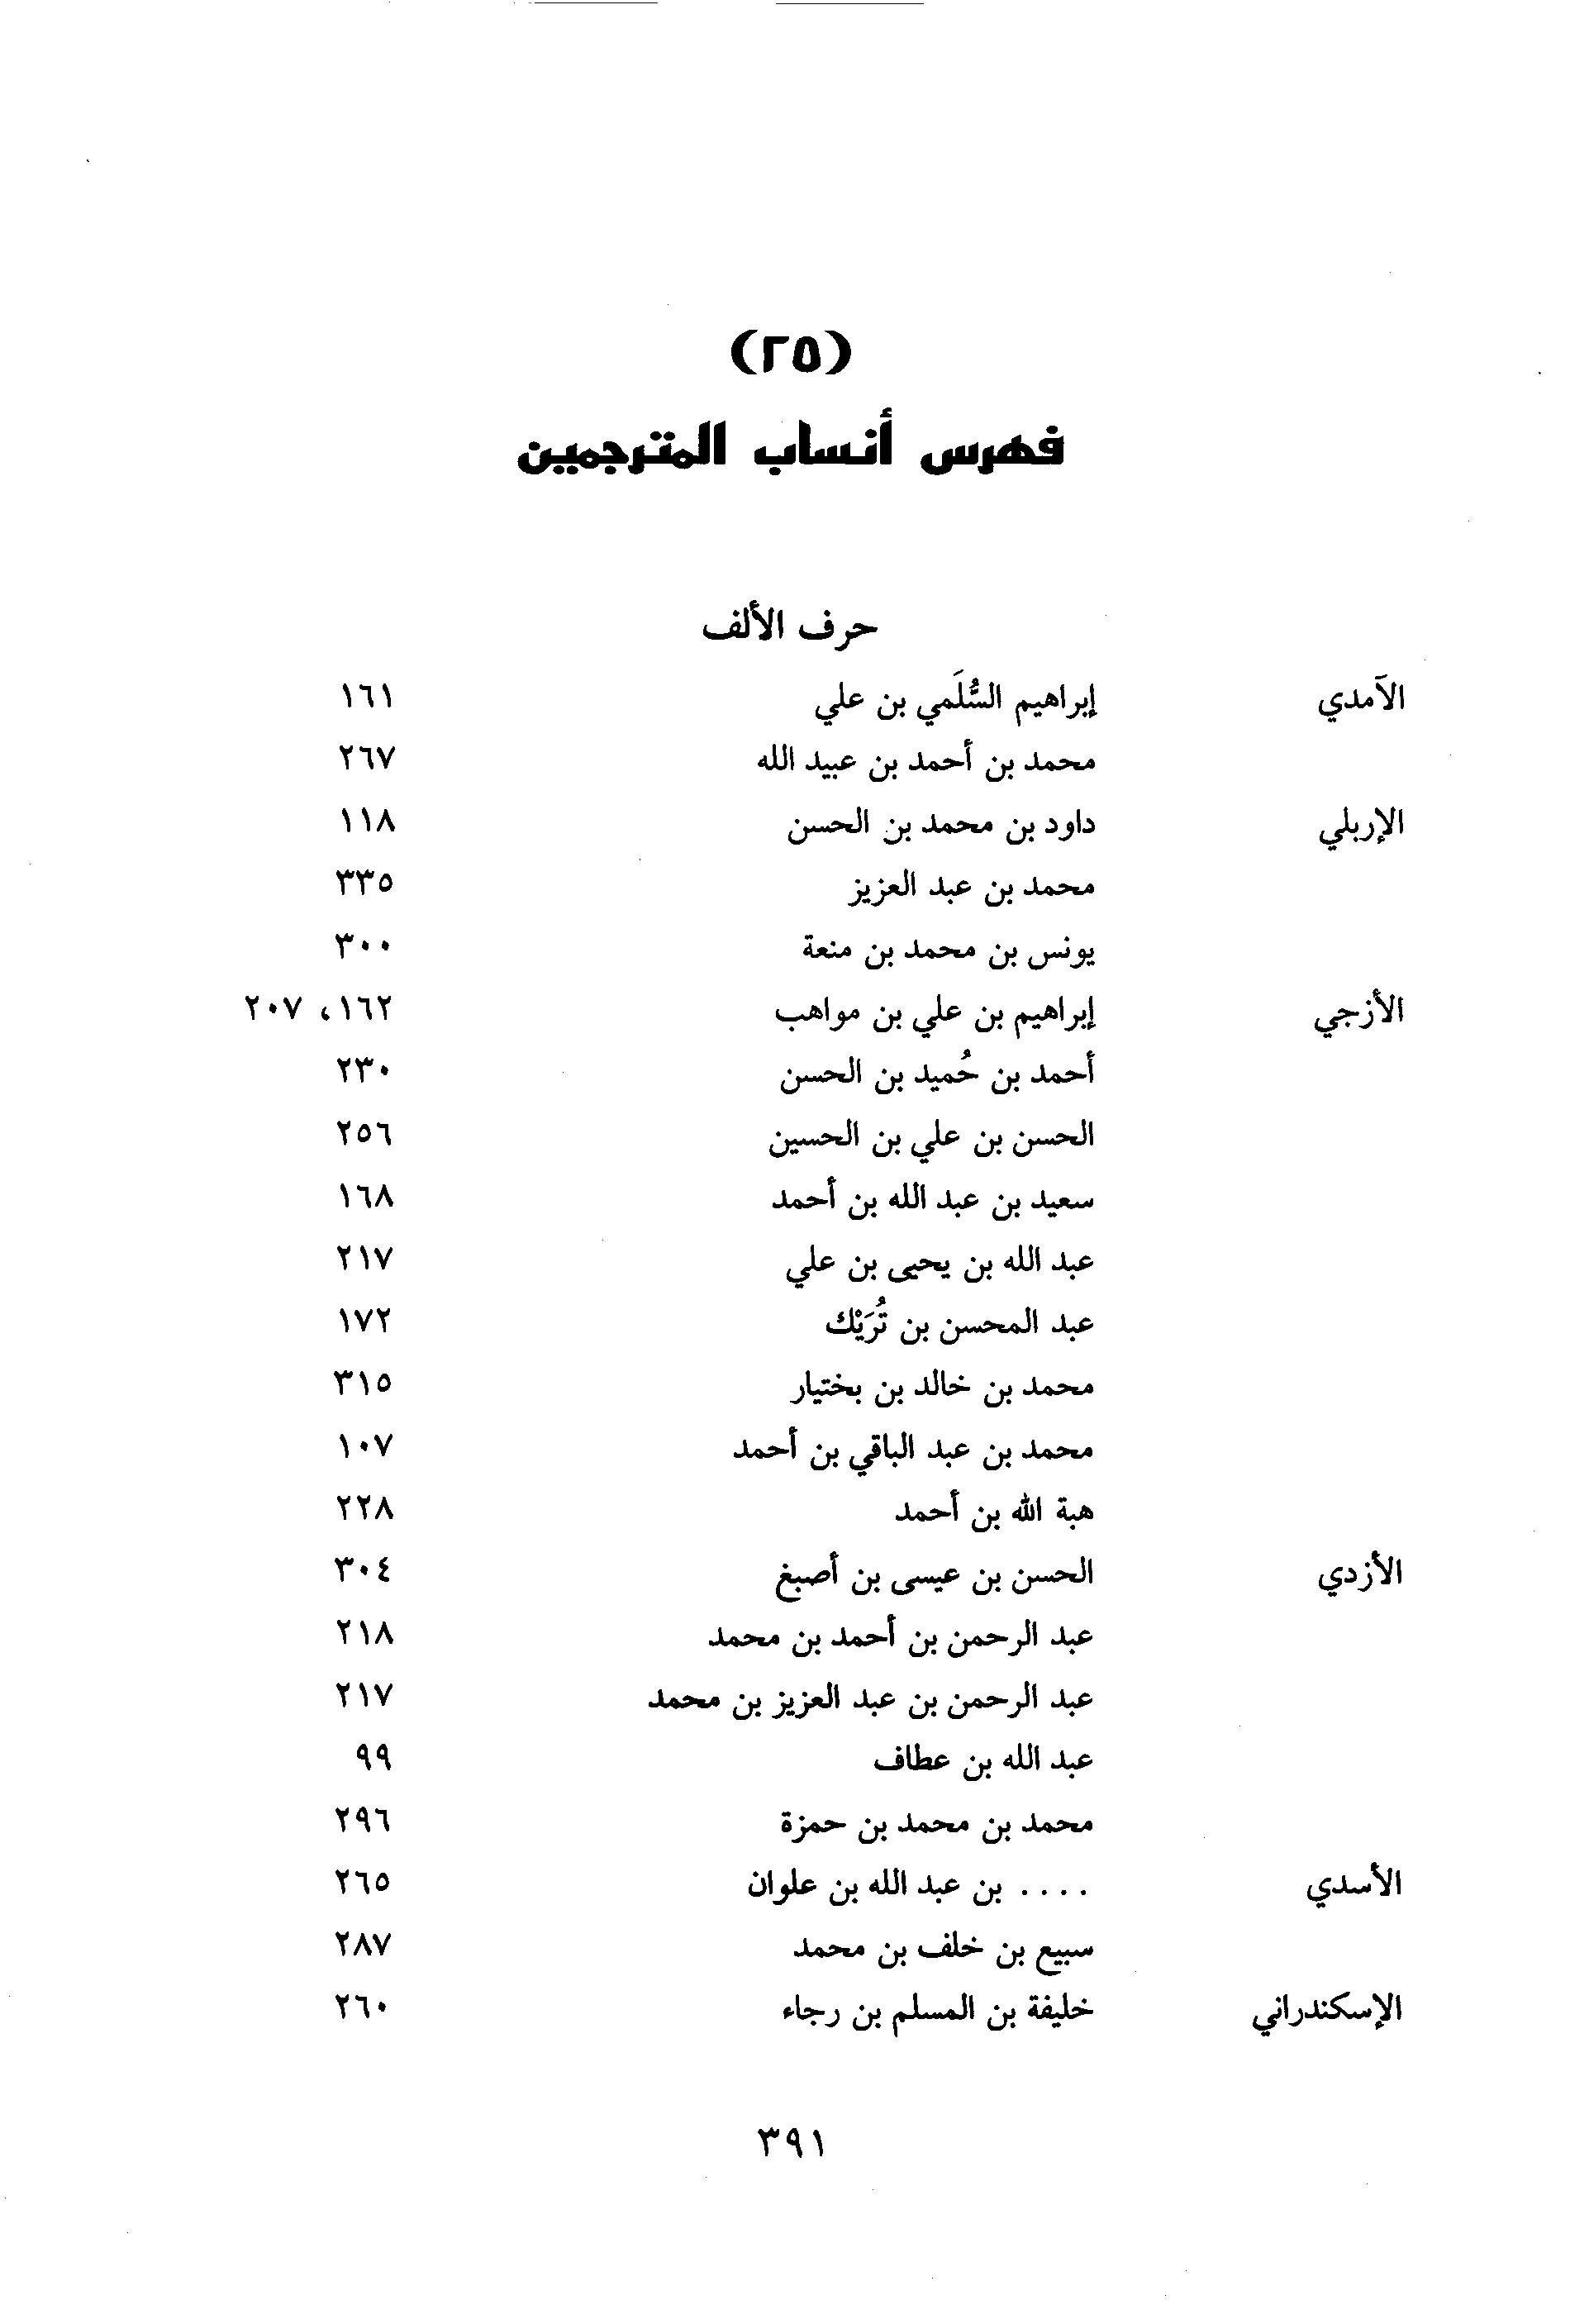 (٢٥)
فهرس أنساب المترجمين
حرف الألف
الآمدي إبراهيم السُّلَمي بن علي ١٦١
محمد بن أحمد بن عبيد الله ٢٦٧
الإربلي داود بن محمد بن الحسن ١١٨
محمد بن عبد العزيز ٣٣٥
يونس بن محمد بن منعة ٣٠٠
الأزجي إبراهيم بن علي بن مواهب ١٦٢، ٢٠٧
أحمد بن حُميد بن الحسن ٢٣٠
الحسن بن علي بن الحسين ٢٥٦
سعيد بن عبد الله بن أحمد ١٦٨
عبد الله بن يحيى بن علي ٢١٧
عبد المحسن بن تُرَيْك ١٧٢
محمد بن خالد بن بختيار ٣١٥
محمد بن عبد الباقي بن أحمد ١٠٧
هبة الله بن أحمد ٢٢٨
الأزدي الحسن بن عيسى بن أصبغ ٣٠٤
عبد الرحمن بن أحمد بن محمد ٢١٨
عبد الرحمن بن عبد العزيز بن محمد ٢١٧
عبد الله بن عطاف ٩٩
محمد بن محمد بن حمزة ٢٩٦
الأسدي .... بن عبد الله بن علوان ٢٦٥
سبيع بن خلف بن محمد ٢٨٧
الإسكندراني خليفة بن المسلم بن رجاء ٢٦٠
٣٩١